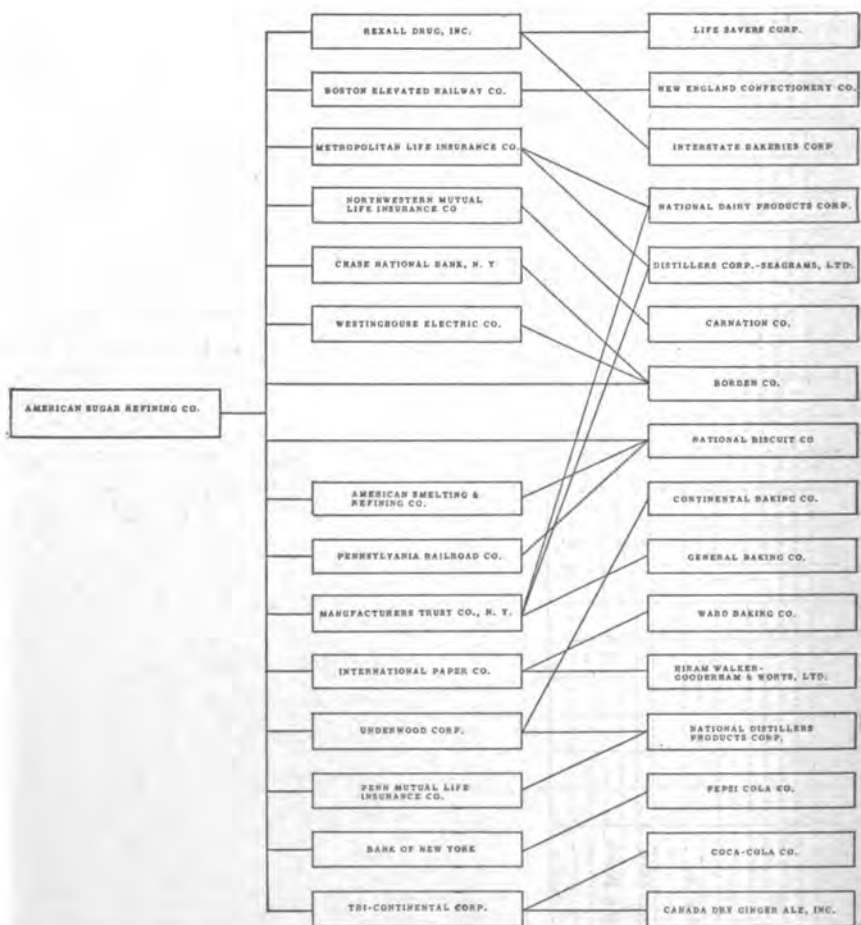 REXALL DRUG, INC.
LIFE SAVERS CORP.
BOSTON ELEVATED RAILWAY CO.
NEW ENGLAND CONFECTIONERY CO.
METROPOLITAN LIFE INSURANCE CO.
INTERSTATE BAKERIES CORP
NORTHWESTERN MUTUAL
LIFE INSURANCE CO
NATIONAL DAIRY PRODUCTS CORP.
CHASE NATIONAL BANK, N. Y
DISTILLERS CORP.-SEAGRAMS, LTD.
WESTINGHOUSE ELECTRIC CO.
CARNATION CO.
BORDEN CO.
AMERICAN SUGAR REFINING CO.
NATIONAL BISCUIT CO
AMERICAN SMELTING &
REFINING CO.
CONTINENTAL BAKING CO.
PENNSYLVANIA RAILROAD CO.
GENERAL BAKING CO.
MANUFACTURERS TRUST CO., N. Y.
WARD BAKING CO.
INTERNATIONAL PAPER CO.
HIRAM WALKER-
GOODERHAM & WORTS, LTD.
UNDERWOOD CORP.
NATIONAL DISTILLERS
PRODUCTS CORP.
PENN MUTUAL LIFE
INSURANCE CO.
PEPSI COLA CO.
BANK OF NEW YORK
COCA-COLA CO.
TRI-CONTINENTAL CORP.
CANADA DRY GINGER ALE, INC.